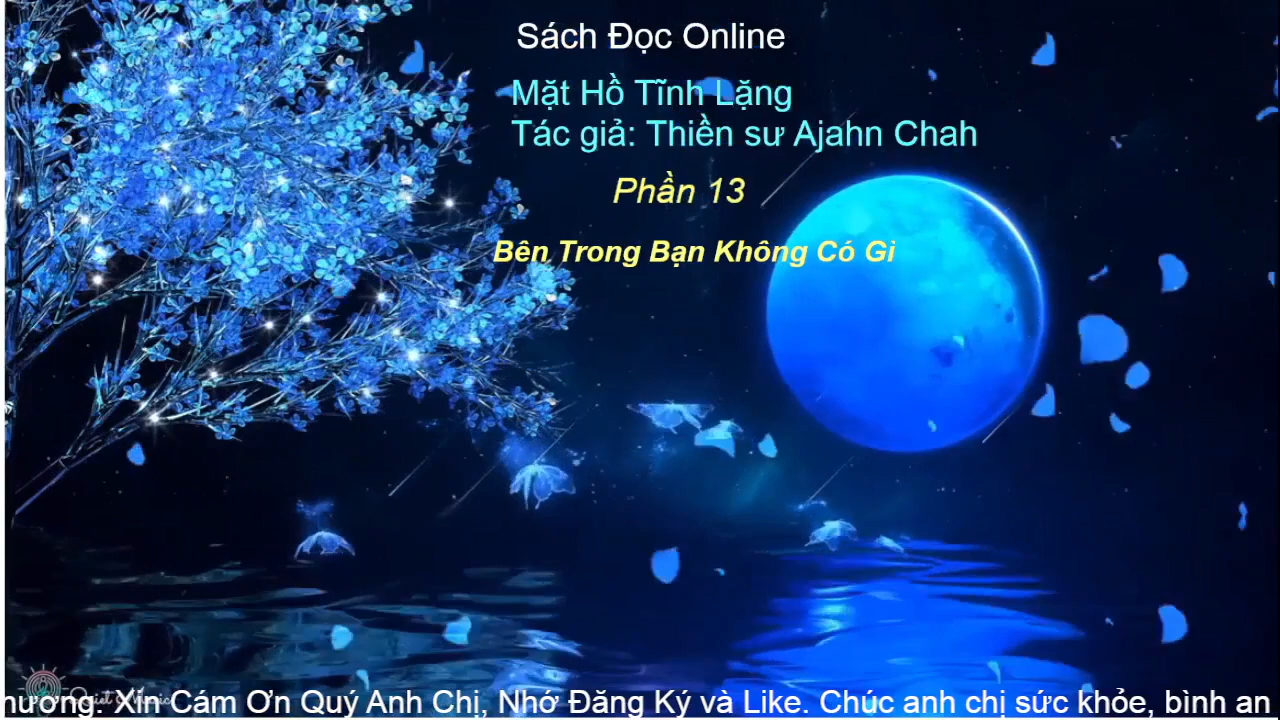 Sách Đọc Online
Mặt Hồ Tĩnh Lặng
Tác giả: Thiền sư Ajahn Chah
Phần 13
Bên Trong Bạn Không Có Gi
Xin Cám Ơn Quý Anh Chị, Nhớ Đăng Ký và Like. Chúc anh chị sức khỏe, bình an